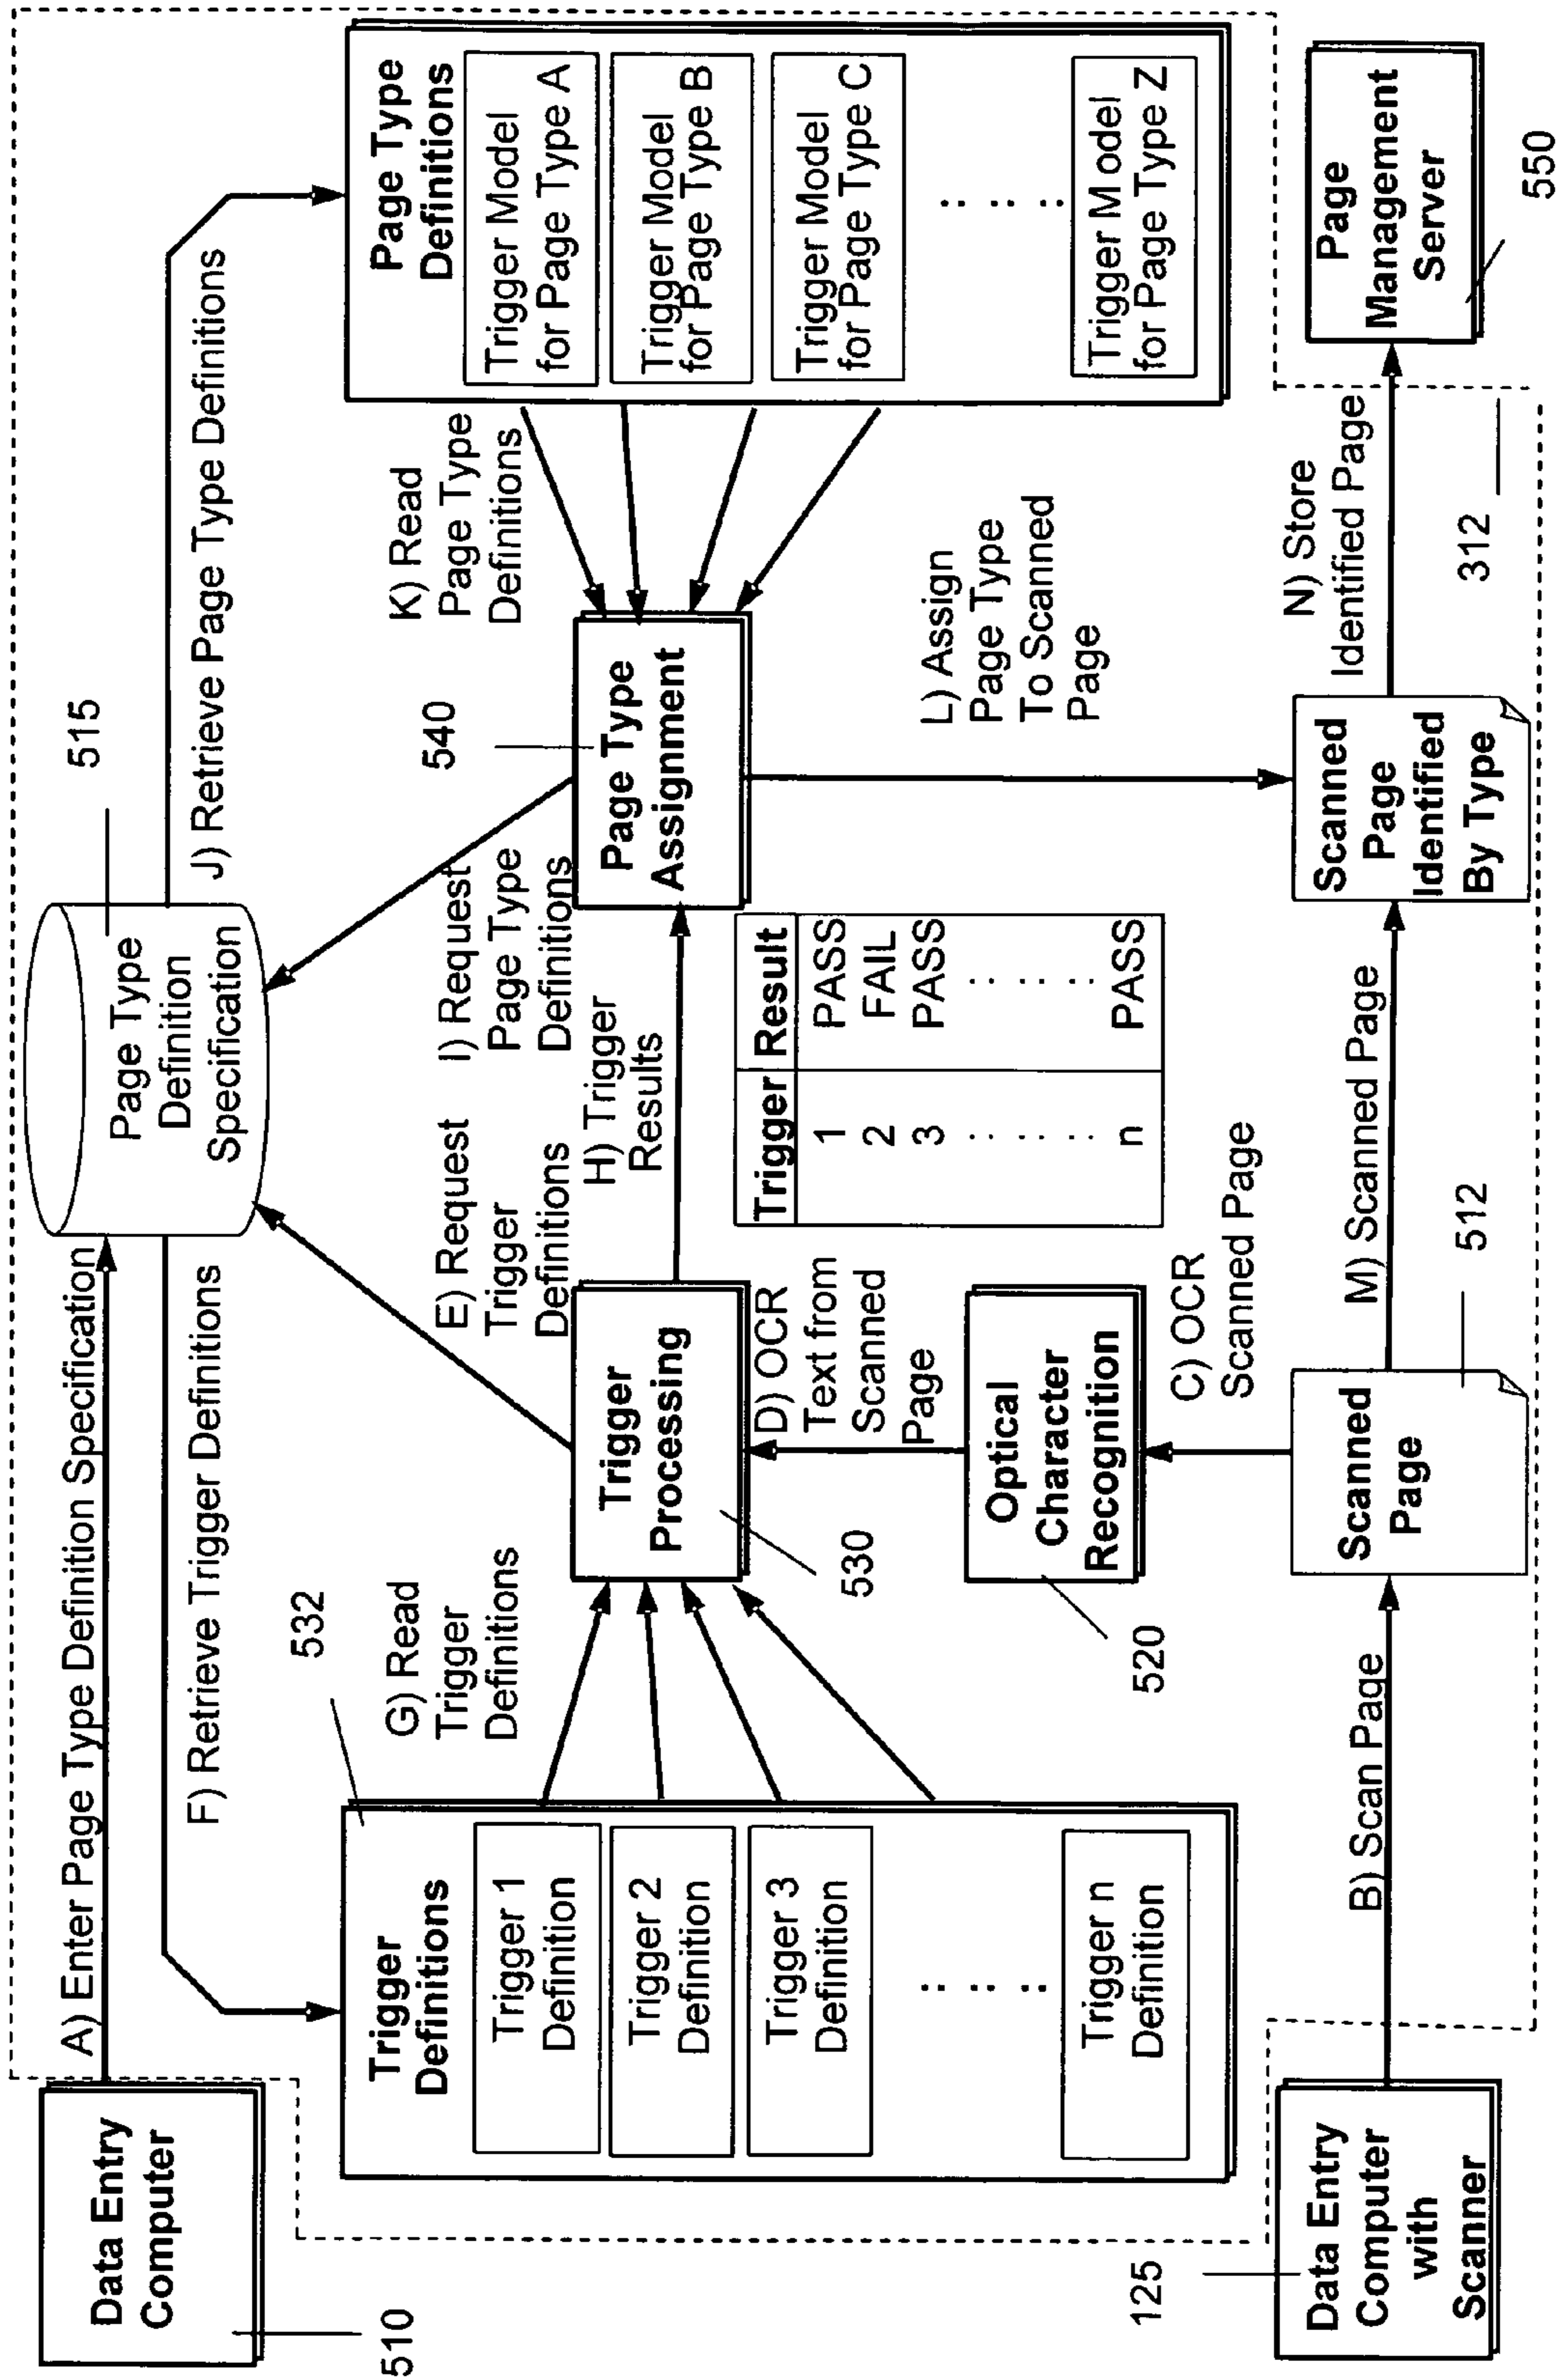 Data Entry
Computer
510
A) Enter Page Type Definition Specification
F) Retrieve Trigger Definitions
Page Type
Definition
Specification
515
J) Retrieve Page Type Definitions
Trigger
Definitions
Trigger 1
Definition
Trigger 2
Definition
Trigger 3
Definition
. . . .
Trigger n
Definition
532
G) Read
Trigger
Definitions
Trigger
Processing
530
E) Request
Trigger
Definitions
H) Trigger
Results
I) Request
Page Type
Definitions
540
Page Type
Assignment
K) Read
Page Type
Definitions
Page Type
Definitions
Trigger Model
for Page Type A
Trigger Model
for Page Type B
Trigger Model
for Page Type C
. . . .
Trigger Model
for Page Type Z
D) OCR
Text from
Scanned
Page
Trigger Result
1 PASS
2 FAIL
3 PASS
. . . . . . . .
n PASS
L) Assign
Page Type
To Scanned
Page
Optical
Character
Recognition
520
C) OCR
Scanned Page
125
Data Entry
Computer
with
Scanner
B) Scan Page
Scanned
Page
512
M) Scanned Page
Scanned
Page
Identified
By Type
N) Store
Identified Page
312
Page
Management
Server
550